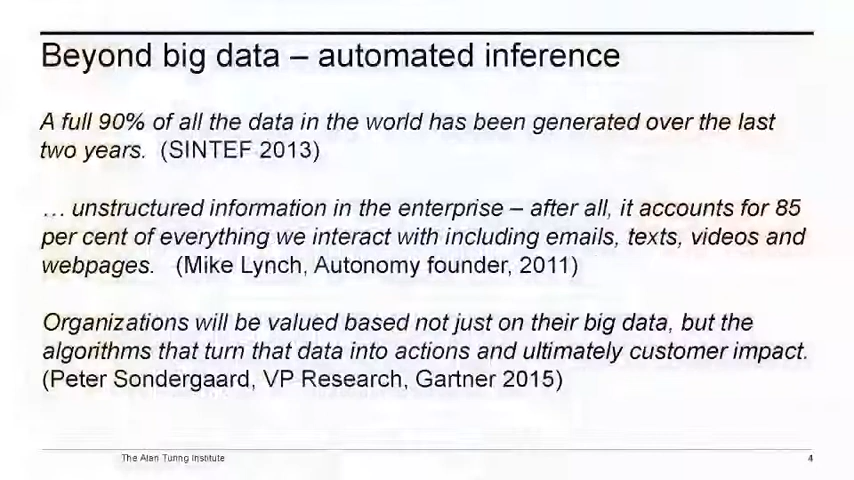 Beyond big data – automated inference
A full 90% of all the data in the world has been generated over the last
two years. (SINTEF 2013)
… unstructured information in the enterprise – after all, it accounts for 85
per cent of everything we interact with including emails, texts, videos and
webpages. (Mike Lynch, Autonomy founder, 2011)
Organizations will be valued based not just on their big data, but the
algorithms that turn that data into actions and ultimately customer impact.
(Peter Sondergaard, VP Research, Gartner 2015)
The Alan Turing Institute
4